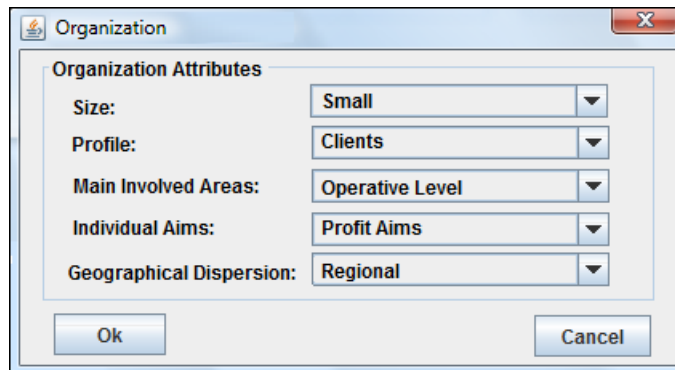 Organization
Organization Attributes
Size: Small
Profile: Clients
Main Involved Areas: Operative Level
Individual Aims: Profit Aims
Geographical Dispersion: Regional
Ok Cancel